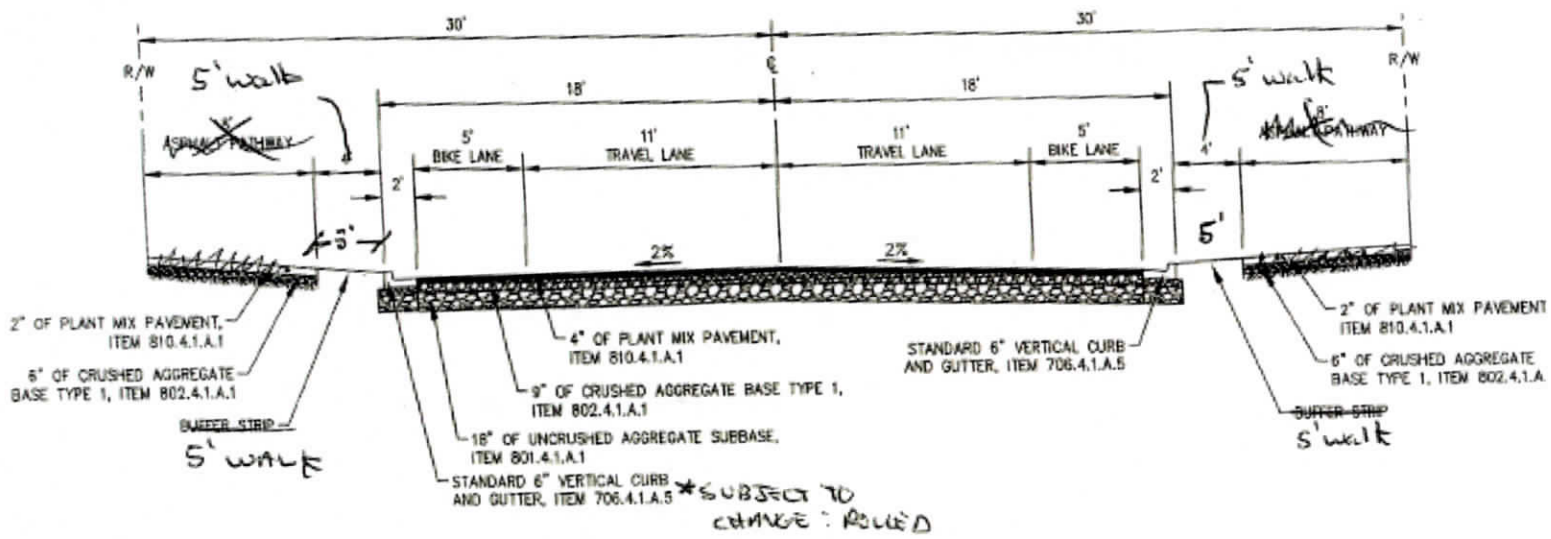 30'
30'
R/W
℄
R/W
5' walk
5' walk
18'
18'
8'
ASPHALT PATHWAY
8'
4'
5'
BIKE LANE
11'
TRAVEL LANE
11'
TRAVEL LANE
5'
BIKE LANE
4'
2'
2'
5'
5'
2%
2%
2" OF PLANT MIX PAVEMENT,
ITEM 810.4.1.A.1
6" OF CRUSHED AGGREGATE
BASE TYPE 1, ITEM 802.4.1.A.1
BUFFER STRIP
5' WALK
4" OF PLANT MIX PAVEMENT,
ITEM 810.4.1.A.1
9" OF CRUSHED AGGREGATE BASE TYPE 1,
ITEM 802.4.1.A.1
18" OF UNCRUSHED AGGREGATE SUBBASE,
ITEM 801.4.1.A.1
STANDARD 6" VERTICAL CURB
AND GUTTER, ITEM 706.4.1.A.5
*SUBJECT TO
CHANGE: ROLLED
STANDARD 6" VERTICAL CURB
AND GUTTER, ITEM 706.4.1.A.5
2" OF PLANT MIX PAVEMENT
ITEM 810.4.1.A.1
6" OF CRUSHED AGGREGATE
BASE TYPE 1, ITEM 802.4.1.A.
BUFFER STRIP
5' walk